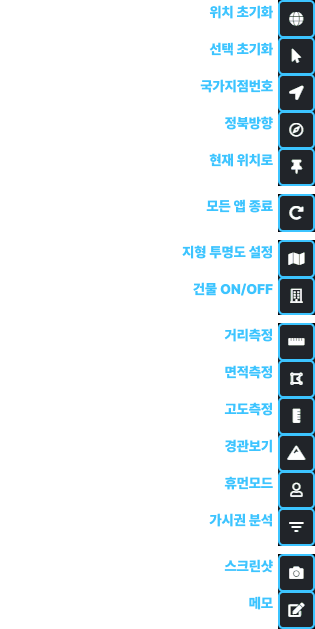 위치 초기화
선택 초기화
국가지점번호
정북방향
현재 위치로
모든 앱 종료
지형 투명도 설정
건물 ON/OFF
거리측정
면적측정
고도측정
경관보기
휴먼모드
가시권 분석
스크린샷
메모